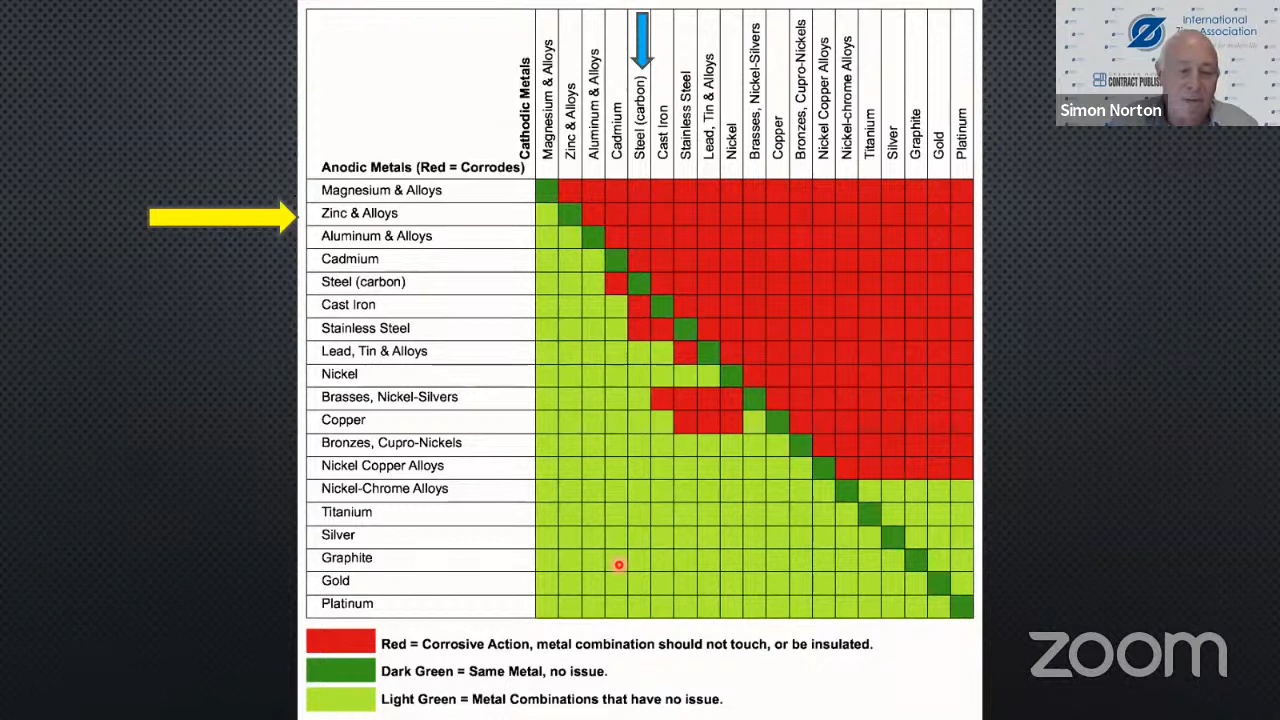 Cathodic Metals
Magnesium & Alloys
Zinc & Alloys
Aluminum & Alloys
Cadmium
Steel (carbon)
Cast Iron
Stainless Steel
Lead, Tin & Alloys
Nickel
Brasses, Nickel-Silvers
Copper
Bronzes, Cupro-Nickels
Nickel Copper Alloys
Nickel-chrome Alloys
Titanium
Silver
Graphite
Gold
Platinum
International
Association
CONTRACT
Simon Norton
Anodic Metals (Red = Corrodes)
Magnesium & Alloys
Zinc & Alloys
Aluminum & Alloys
Cadmium
Steel (carbon)
Cast Iron
Stainless Steel
Lead, Tin & Alloys
Nickel
Brasses, Nickel-Silvers
Copper
Bronzes, Cupro-Nickels
Nickel Copper Alloys
Nickel-Chrome Alloys
Titanium
Silver
Graphite
Gold
Platinum
Red = Corrosive Action, metal combination should not touch, or be insulated.
Dark Green = Same Metal, no issue.
Light Green = Metal Combinations that have no issue.
zoom